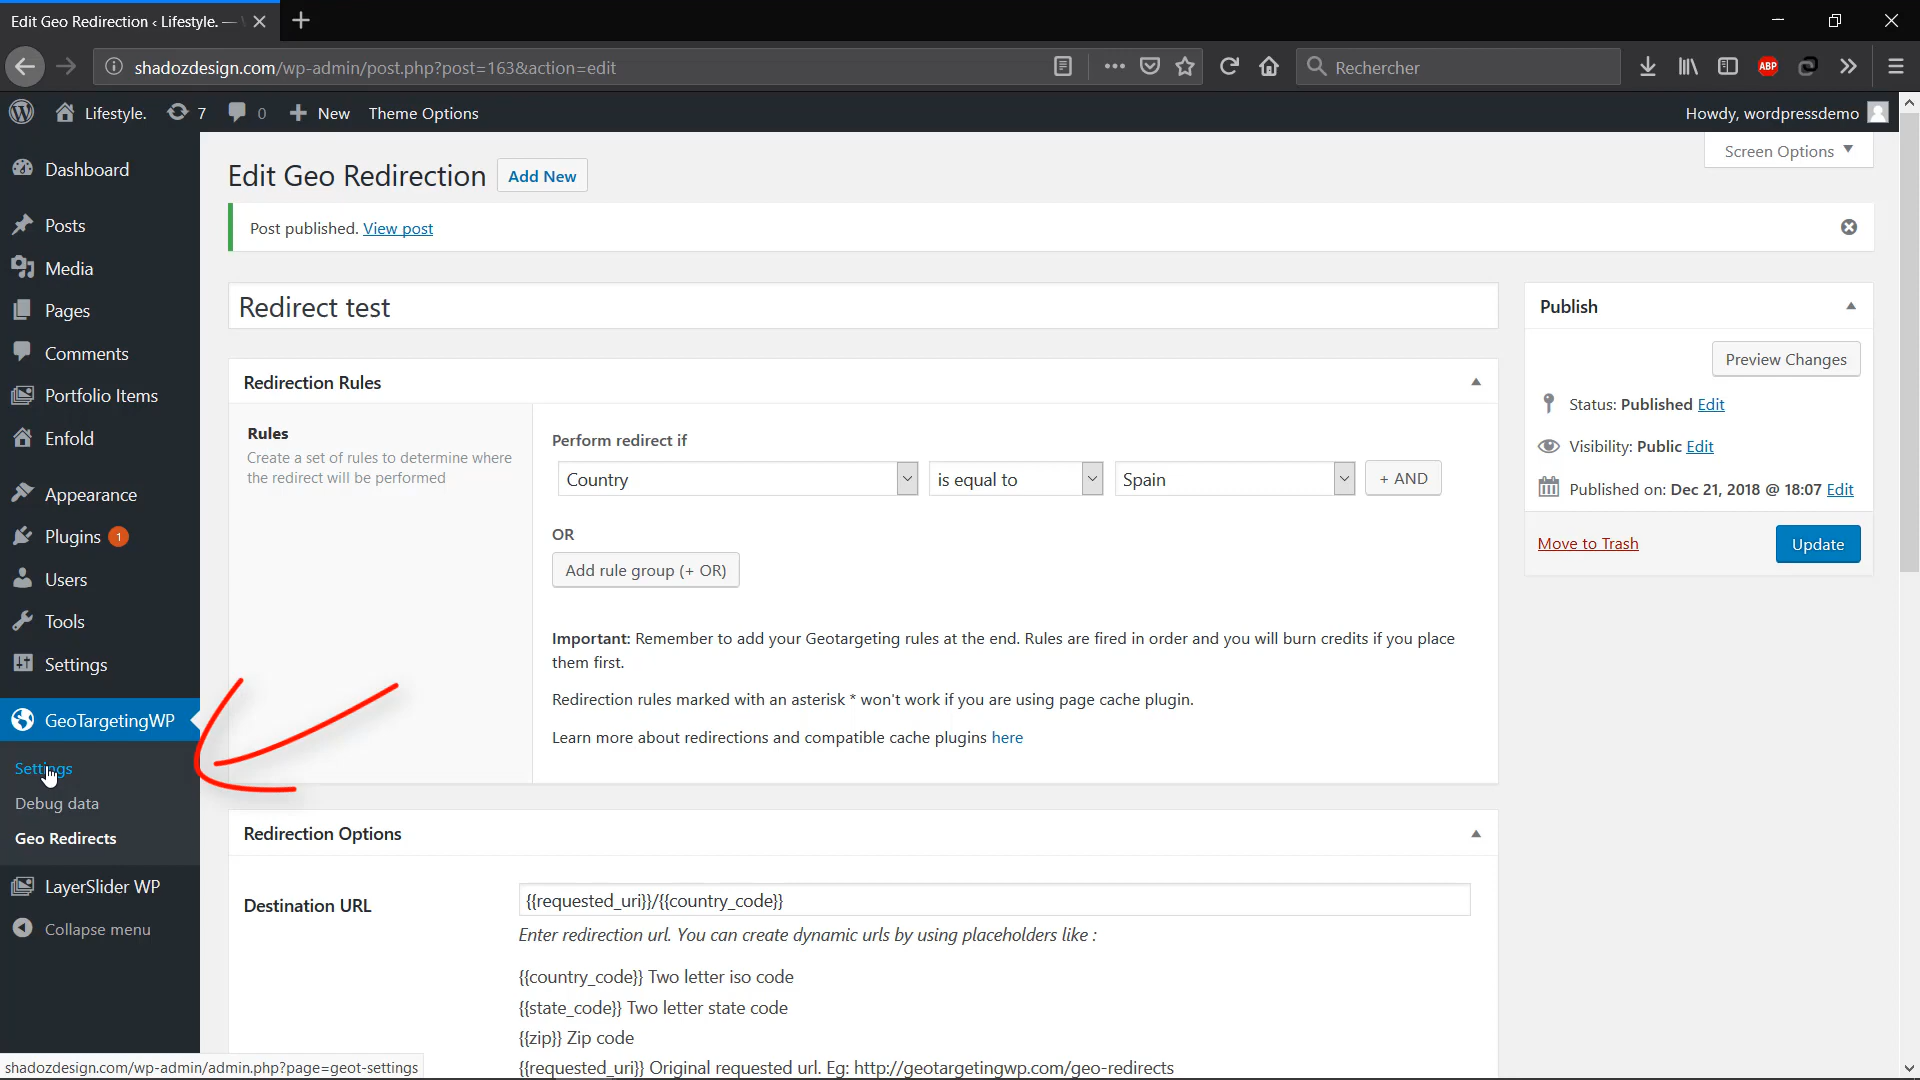 Edit Geo Redirection ‹ Lifestyle. —
shadozdesign.com/wp-admin/post.php?post=163&action=edit
Rechercher
ABP
Lifestyle.
7
0
New
Theme Options
Howdy, wordpressdemo
Screen Options
Dashboard
Posts
Media
Pages
Comments
Portfolio Items
Enfold
Appearance
Plugins 1
Users
Tools
Settings
GeoTargetingWP
Settings
Debug data
Geo Redirects
LayerSlider WP
Collapse menu
Edit Geo Redirection
Add New
Post published. View post
Redirect test
Redirection Rules
Rules
Create a set of rules to determine where
the redirect will be performed
Perform redirect if
Country
is equal to
Spain
+ AND
OR
Add rule group (+ OR)
Important: Remember to add your Geotargeting rules at the end. Rules are fired in order and you will burn credits if you place
them first.
Redirection rules marked with an asterisk * won't work if you are using page cache plugin.
Learn more about redirections and compatible cache plugins here
Redirection Options
Destination URL
{{requested_uri}}/{{country_code}}
Enter redirection url. You can create dynamic urls by using placeholders like :
{{country_code}} Two letter iso code
{{state_code}} Two letter state code
{{zip}} Zip code
{{requested_uri}} Original requested url. Eg: http://geotargetingwp.com/geo-redirects
Publish
Preview Changes
Status: Published Edit
Visibility: Public Edit
Published on: Dec 21, 2018 @ 18:07 Edit
Move to Trash
Update
shadozdesign.com/wp-admin/admin.php?page=geot-settings